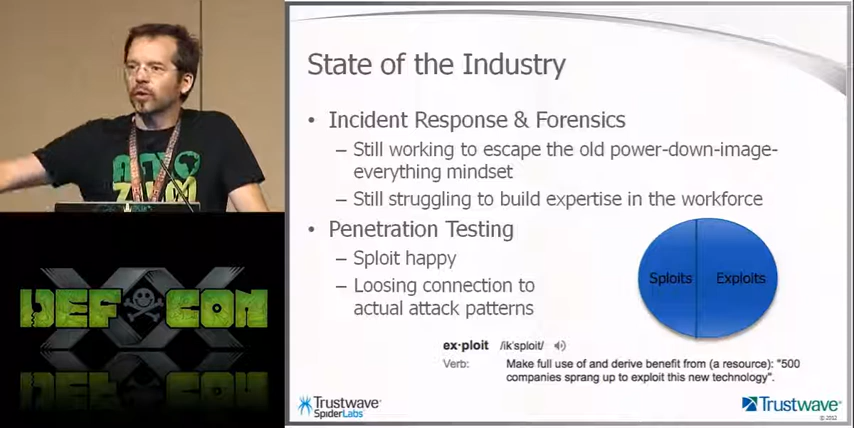 State of the Industry
• Incident Response & Forensics
– Still working to escape the old power-down-image-
everything mindset
– Still struggling to build expertise in the workforce
• Penetration Testing
– Sploit happy
– Loosing connection to
actual attack patterns
Sploits Exploits
ex·ploit /ik'sploit/
Verb: Make full use of and derive benefit from (a resource): "500
companies sprang up to exploit this new technology".
Trustwave®
SpiderLabs
Trustwave®
© 2012
DEF CON
XX